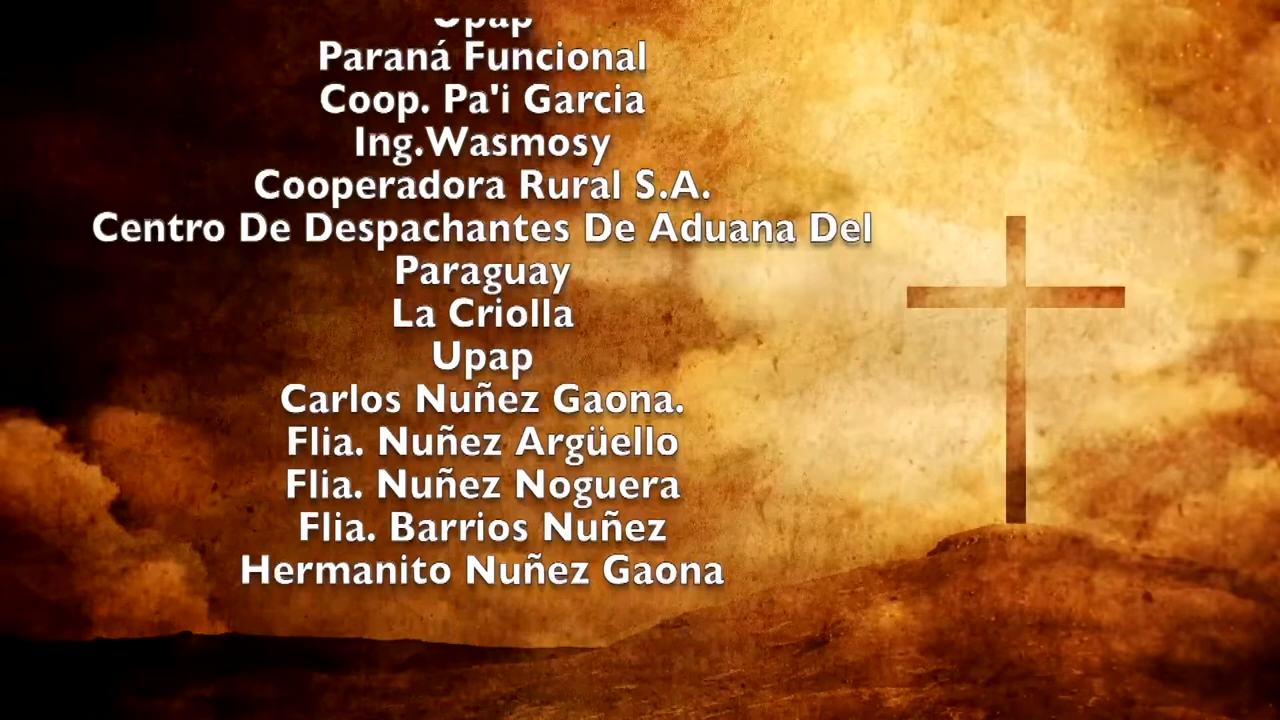 Upap
Paraná Funcional
Coop. Pa'i Garcia
Ing.Wasmosy
Cooperadora Rural S.A.
Centro De Despachantes De Aduana Del
Paraguay
La Criolla
Upap
Carlos Nuñez Gaona.
Flia. Nuñez Argüello
Flia. Nuñez Noguera
Flia. Barrios Nuñez
Hermanito Nuñez Gaona